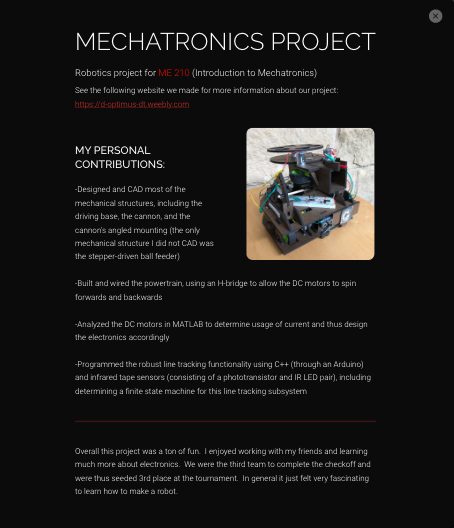 MECHATRONICS PROJECT
Robotics project for ME 210 (Introduction to Mechatronics)
See the following website we made for more information about our project:
https://d-optimus-dt.weebly.com
MY PERSONAL
CONTRIBUTIONS:
-Designed and CAD most of the
mechanical structures, including the
driving base, the cannon, and the
cannon's angled mounting (the only
mechanical structure I did not CAD was
the stepper-driven ball feeder)
-Built and wired the powertrain, using an H-bridge to allow the DC motors to spin
forwards and backwards
-Analyzed the DC motors in MATLAB to determine usage of current and thus design
the electronics accordingly
-Programmed the robust line tracking functionality using C++ (through an Arduino)
and infrared tape sensors (consisting of a phototransistor and IR LED pair), including
determining a finite state machine for this line tracking subsystem
Overall this project was a ton of fun. I enjoyed working with my friends and learning
much more about electronics. We were the third team to complete the checkoff and
were thus seeded 3rd place at the tournament. In general it just felt very fascinating
to learn how to make a robot.